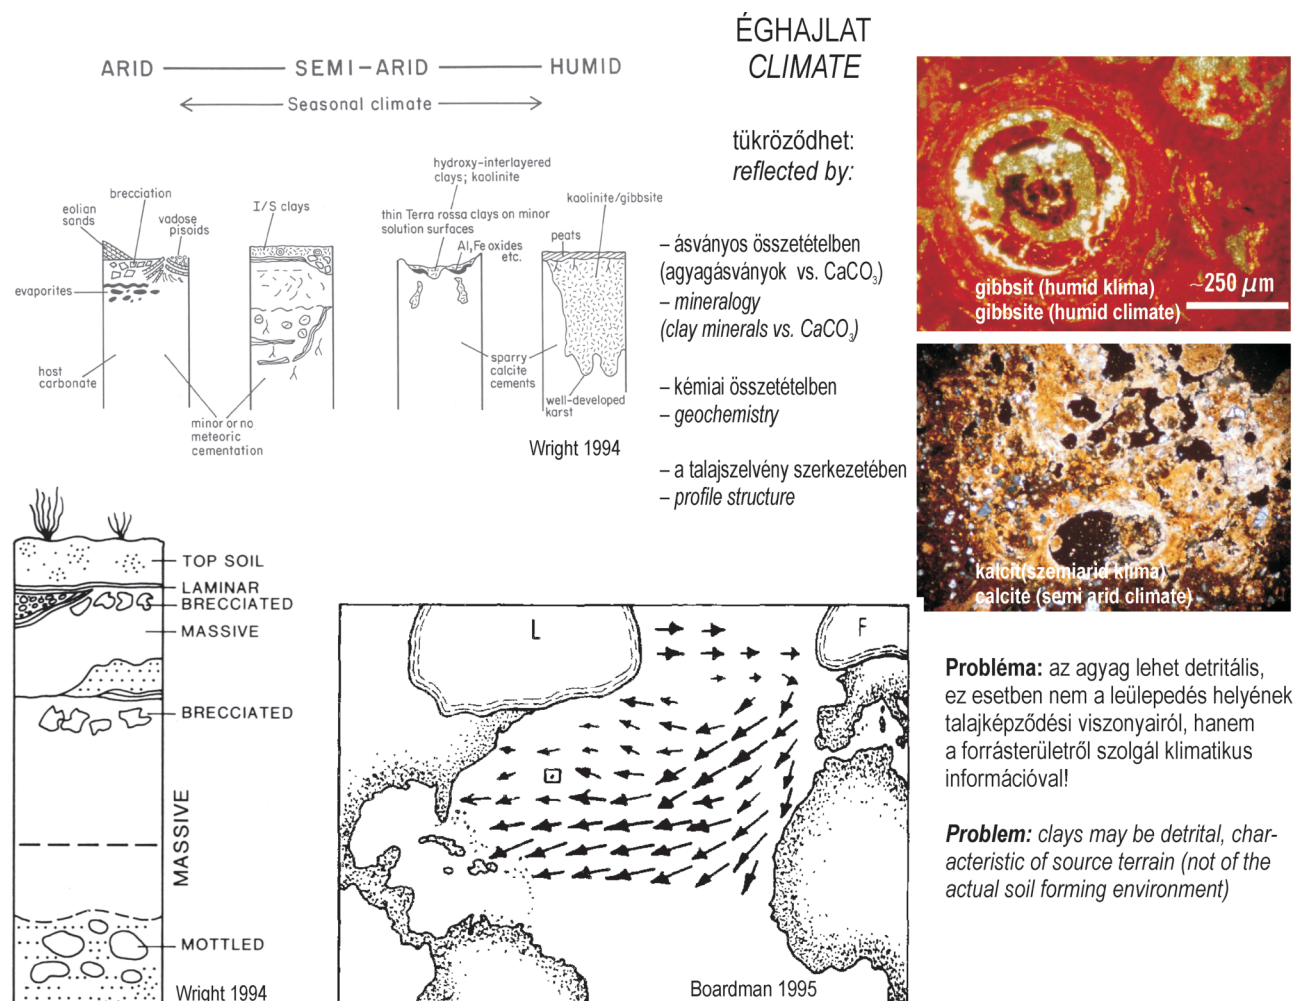 ÉGHAJLAT
CLIMATE
ARID
SEMI-ARID
HUMID
Seasonal climate
tükröződhet:
reflected by:
brecciation
eolian
sands
vadose
pisoids
evaporites
host
carbonate
I/S clays
minor or no
meteoric
cementation
hydroxy-interlayered
clays; kaolinite
thin Terra rossa clays on minor
solution surfaces
Al, Fe oxides
etc.
kaolinite/gibbsite
peats
sparry
calcite
cements
well-developed
karst
Wright 1994
– ásványos összetételben
(agyagásványok vs. CaCO3)
– mineralogy
(clay minerals vs. CaCO3)
– kémiai összetételben
– geochemistry
– a talajszelvény szerkezetében
– profile structure
gibbsit (humid klima)
gibbsite (humid climate)
~250 µm
kalcit(szemiarid klima)
calcite (semi arid climate)
TOP SOIL
LAMINAR
BRECCIATED
MASSIVE
BRECCIATED
MASSIVE
MOTTLED
Wright 1994
L
F
Boardman 1995
Probléma: az agyag lehet detritális,
ez esetben nem a leülepedés helyének
talajképződési viszonyairól, hanem
a forrásterületről szolgál klimatikus
információval!
Problem: clays may be detrital, char-
acteristic of source terrain (not of the
actual soil forming environment)